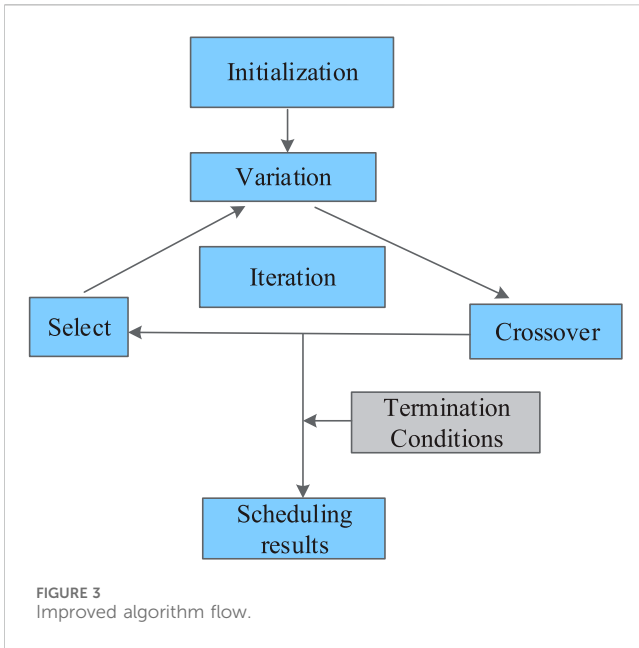 Initialization
Variation
Iteration
Select
Crossover
Termination
Conditions
Scheduling
results
FIGURE 3
Improved algorithm flow.